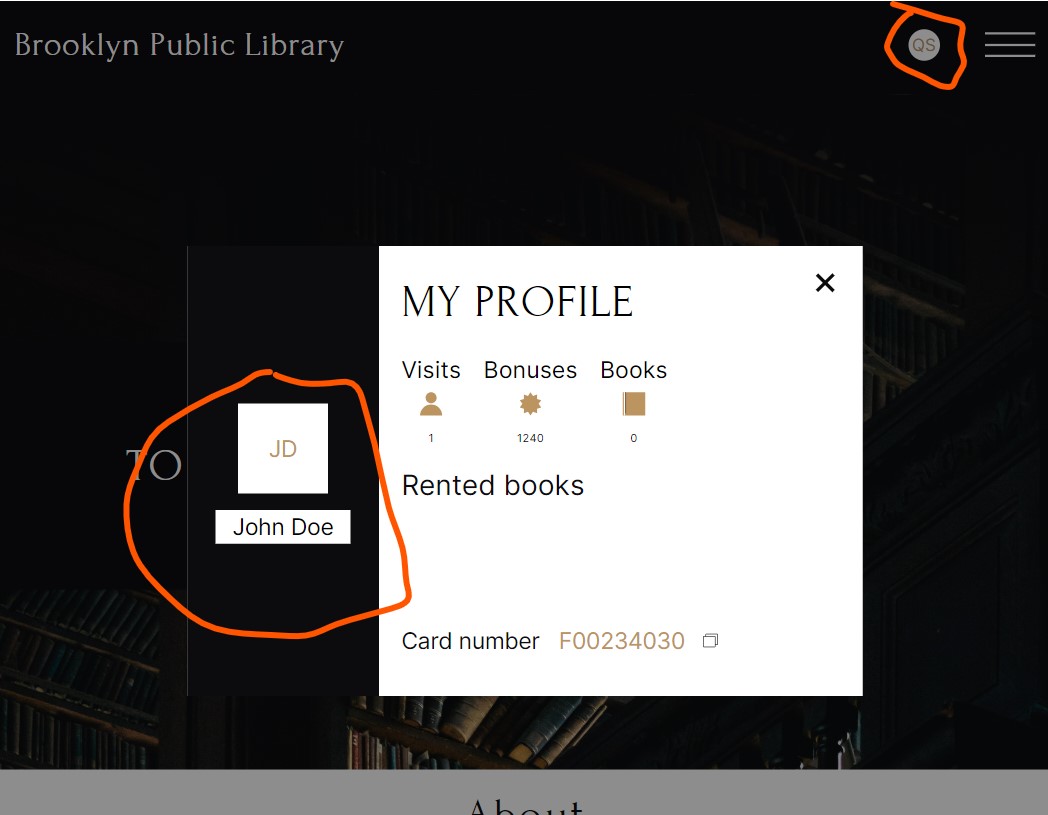 Brooklyn Public Library
QS
MY PROFILE
Visits Bonuses Books
1 1240 0
TO
JD
John Doe
Rented books
Card number F00234030
About